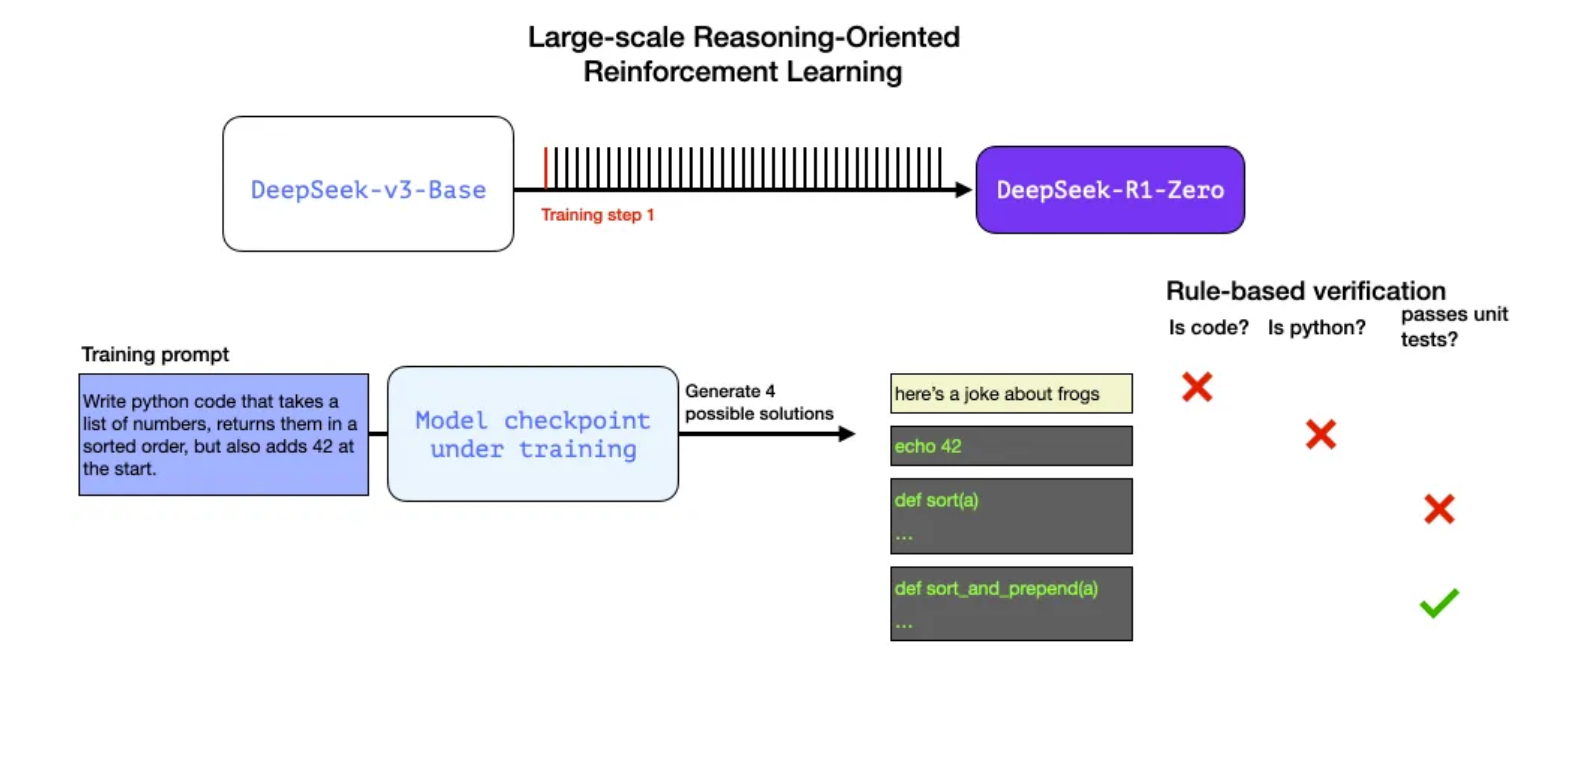 Large-scale Reasoning-Oriented
Reinforcement Learning
DeepSeek-v3-Base
Training step 1
DeepSeek-R1-Zero
Rule-based verification
Is code?
Is python?
passes unit
tests?
Training prompt
Write python code that takes a
list of numbers, returns them in a
sorted order, but also adds 42 at
the start.
Model checkpoint
under training
Generate 4
possible solutions
here’s a joke about frogs
echo 42
def sort(a)
...
def sort_and_prepend(a)
...